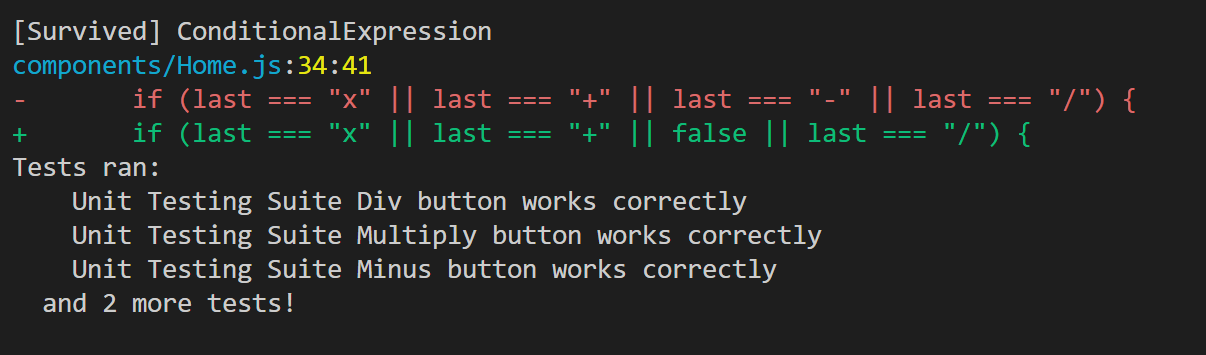 [Survived] ConditionalExpression
components/Home.js:34:41
-       if (last === "x" || last === "+" || last === "-" || last === "/") {
+       if (last === "x" || last === "+" || false || last === "/") {
Tests ran:
    Unit Testing Suite Div button works correctly
    Unit Testing Suite Multiply button works correctly
    Unit Testing Suite Minus button works correctly
  and 2 more tests!